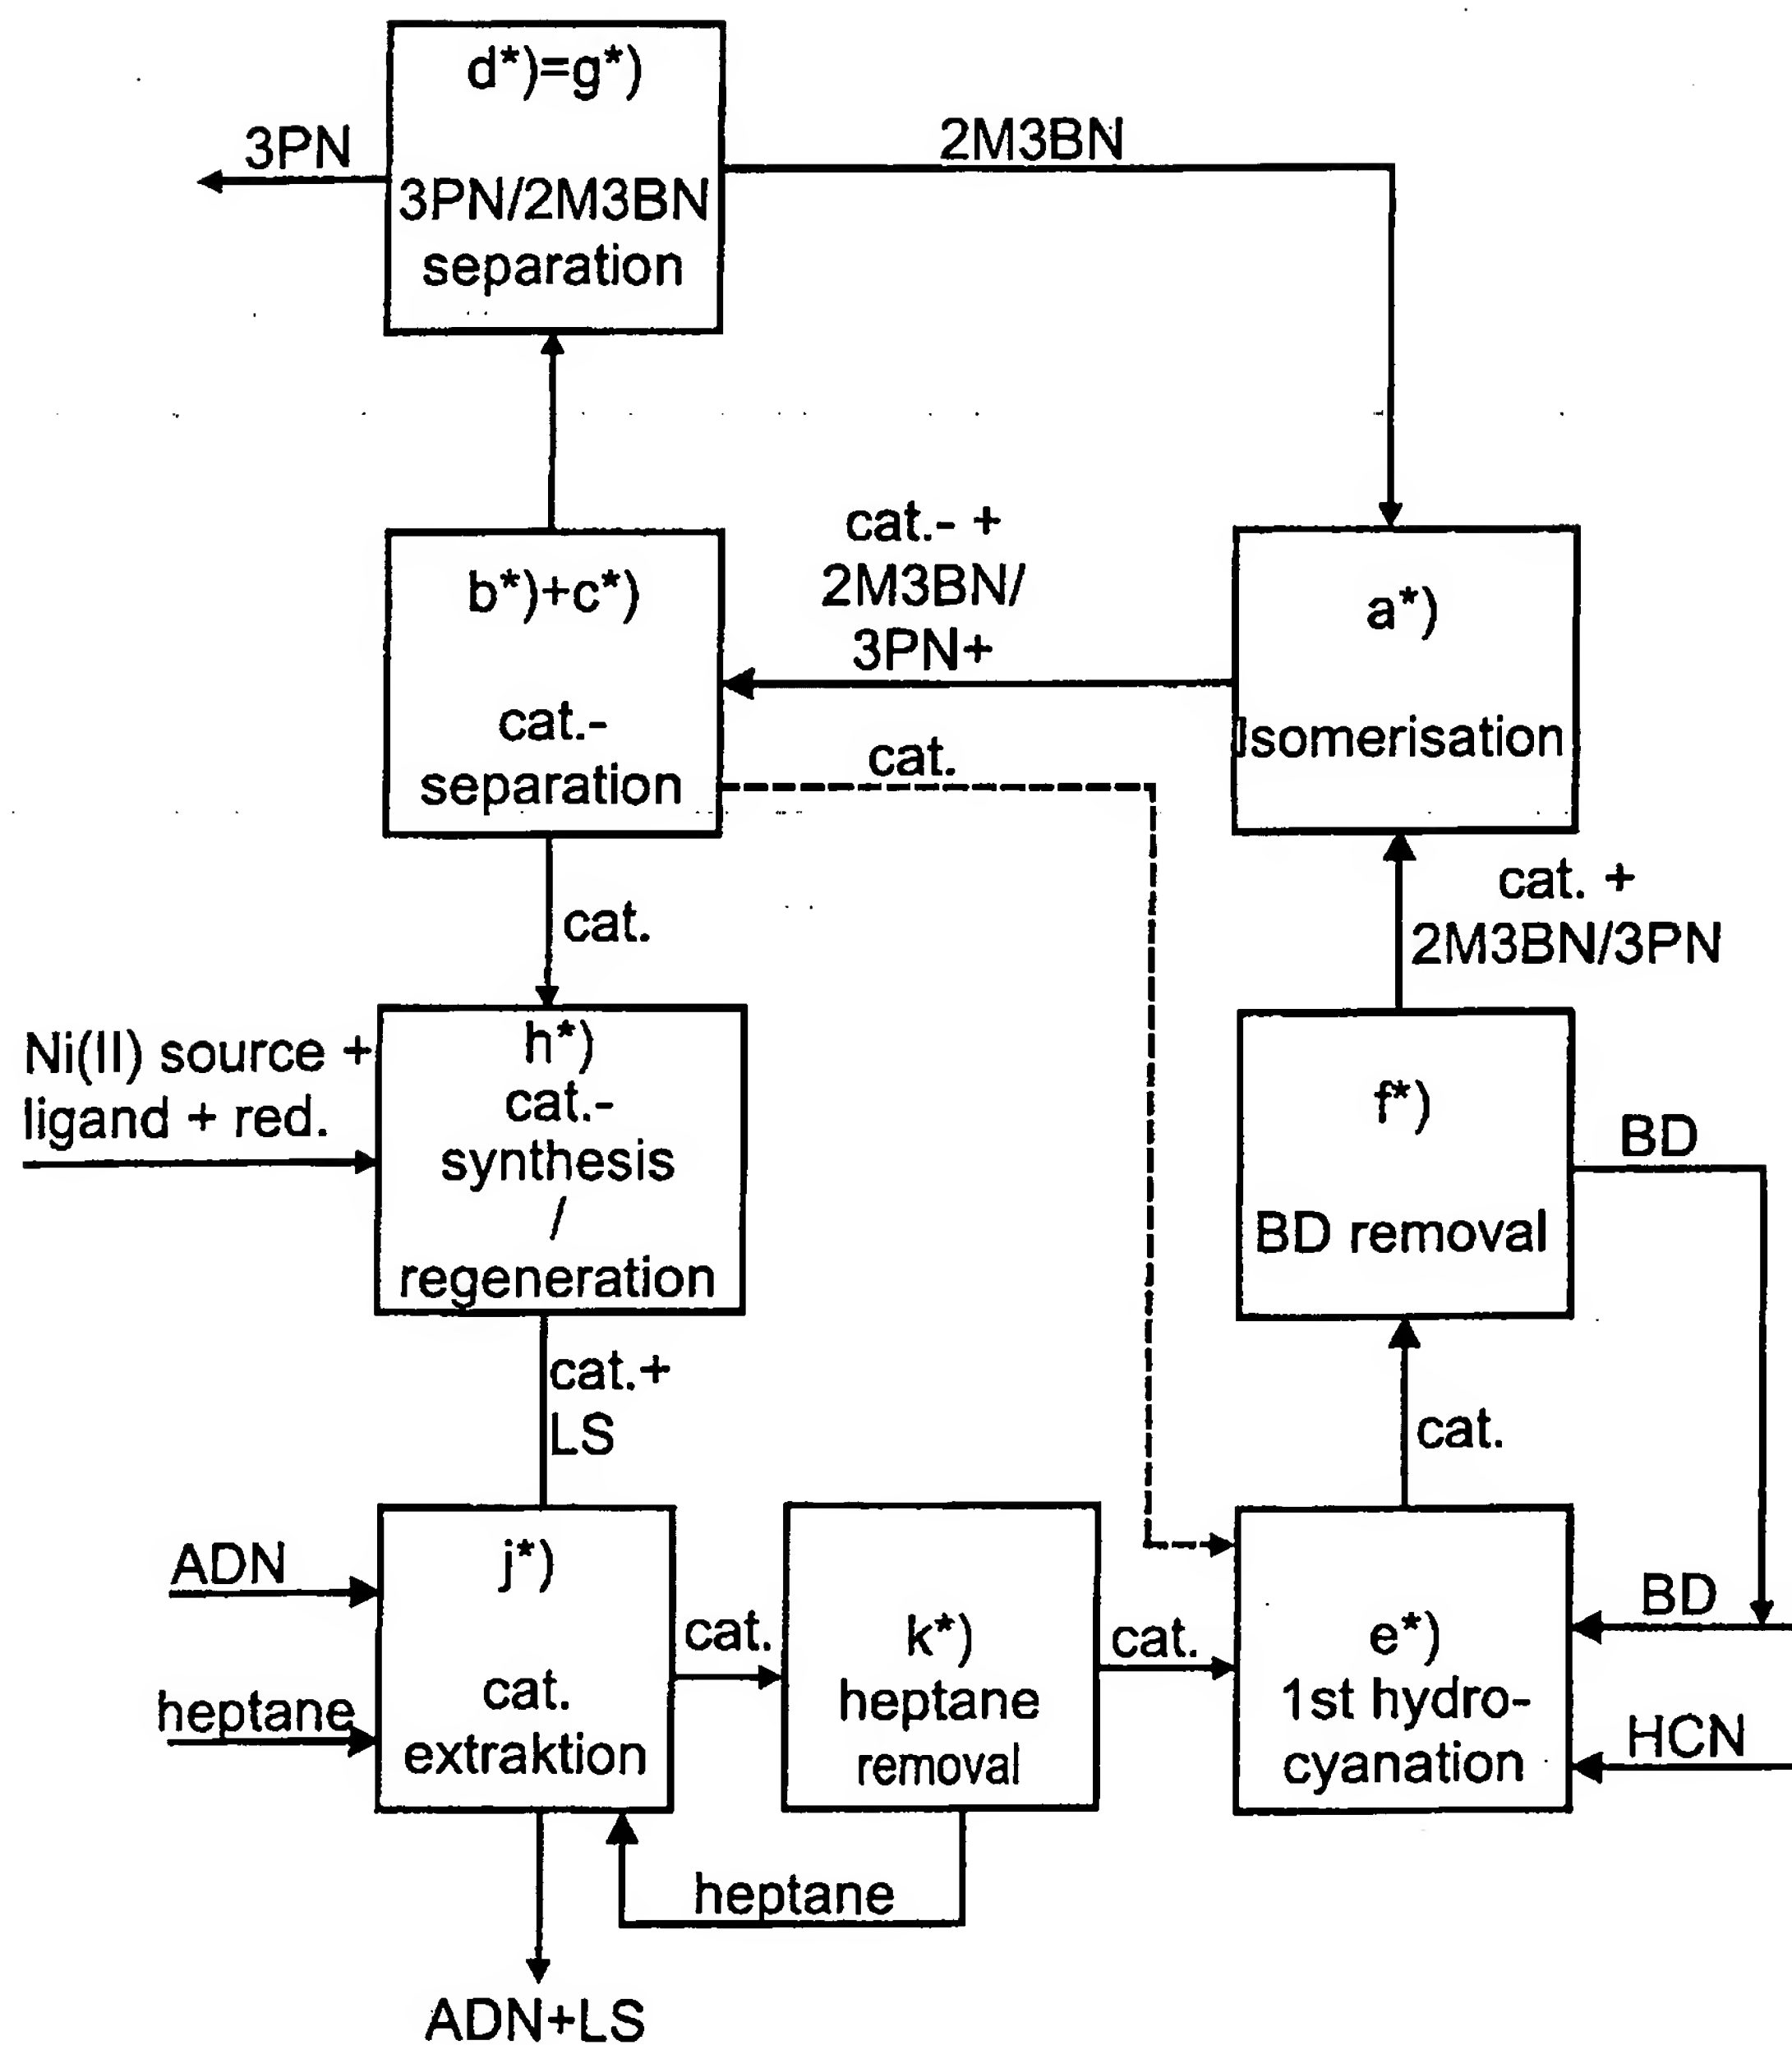 d*)=g*)
3PN/2M3BN
separation
3PN
2M3BN
b*)+c*)
cat.-
separation
cat.- +
2M3BN/
3PN+
cat.
a*)
Isomerisation
cat.
cat. +
2M3BN/3PN
Ni(II) source +
ligand + red.
h*)
cat.-
synthesis
/
regeneration
f*)
BD removal
BD
cat.+
LS
cat.
ADN
heptane
j*)
cat.
extraktion
cat.
k*)
heptane
removal
cat.
e*)
1st hydro-
cyanation
BD
HCN
heptane
ADN+LS